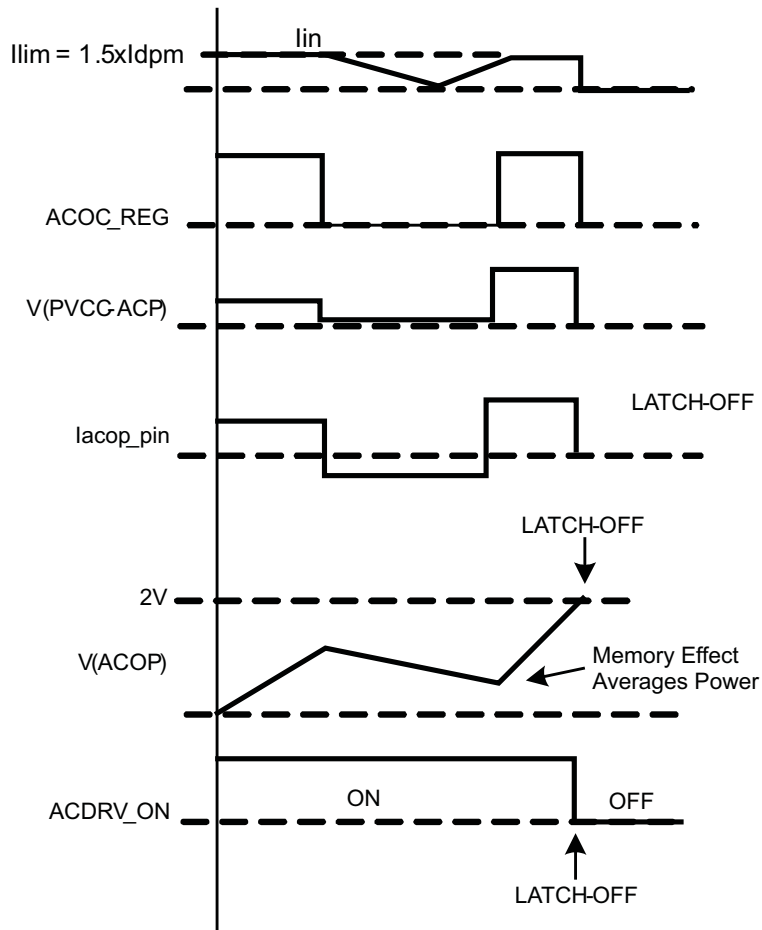 Iin
Ilim = 1.5xIdpm
ACOC_REG
V(PVCC-ACP)
LATCH-OFF
Iacop_pin
LATCH-OFF
2V
V(ACOP)
Memory Effect
Averages Power
ON
OFF
ACDRV_ON
LATCH-OFF